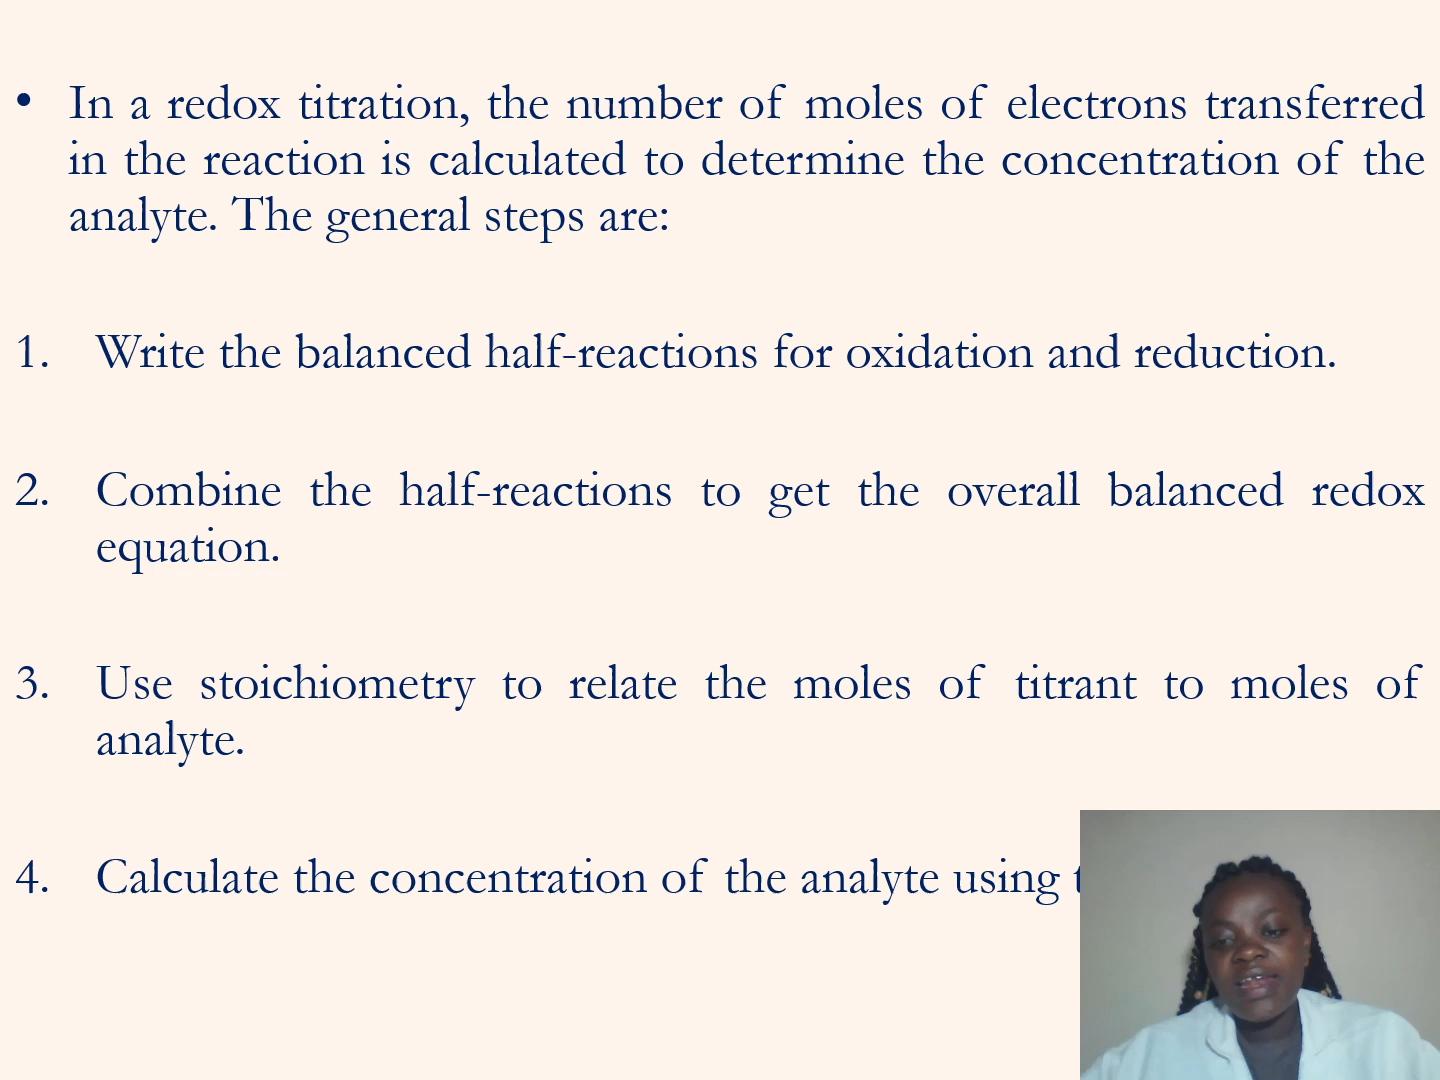 • In a redox titration, the number of moles of electrons transferred
in the reaction is calculated to determine the concentration of the
analyte. The general steps are:
1. Write the balanced half-reactions for oxidation and reduction.
2. Combine the half-reactions to get the overall balanced redox
equation.
3. Use stoichiometry to relate the moles of titrant to moles of
analyte.
4. Calculate the concentration of the analyte using